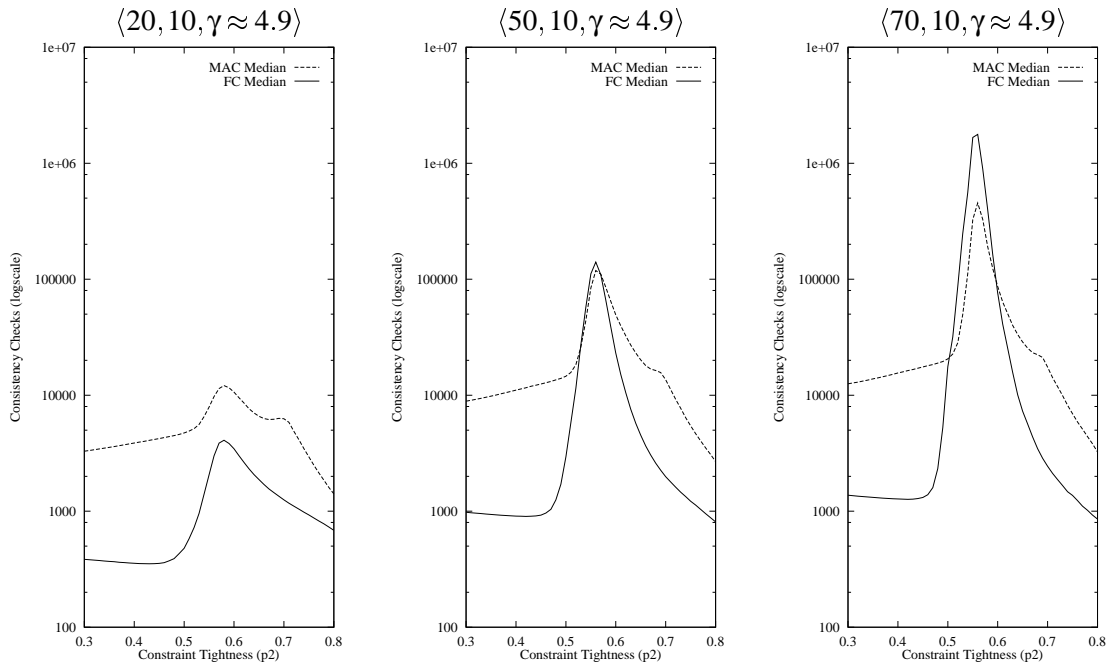 ⟨20, 10, γ ≈ 4.9⟩
1e+07
1e+06
100000
10000
1000
100
0.3 0.4 0.5 0.6 0.7 0.8
Consistency Checks (logscale)
Constraint Tightness (p2)
MAC Median
FC Median
⟨50, 10, γ ≈ 4.9⟩
1e+07
1e+06
100000
10000
1000
100
0.3 0.4 0.5 0.6 0.7 0.8
Consistency Checks (logscale)
Constraint Tightness (p2)
MAC Median
FC Median
⟨70, 10, γ ≈ 4.9⟩
1e+07
1e+06
100000
10000
1000
100
0.3 0.4 0.5 0.6 0.7 0.8
Consistency Checks (logscale)
Constraint Tightness (p2)
MAC Median
FC Median